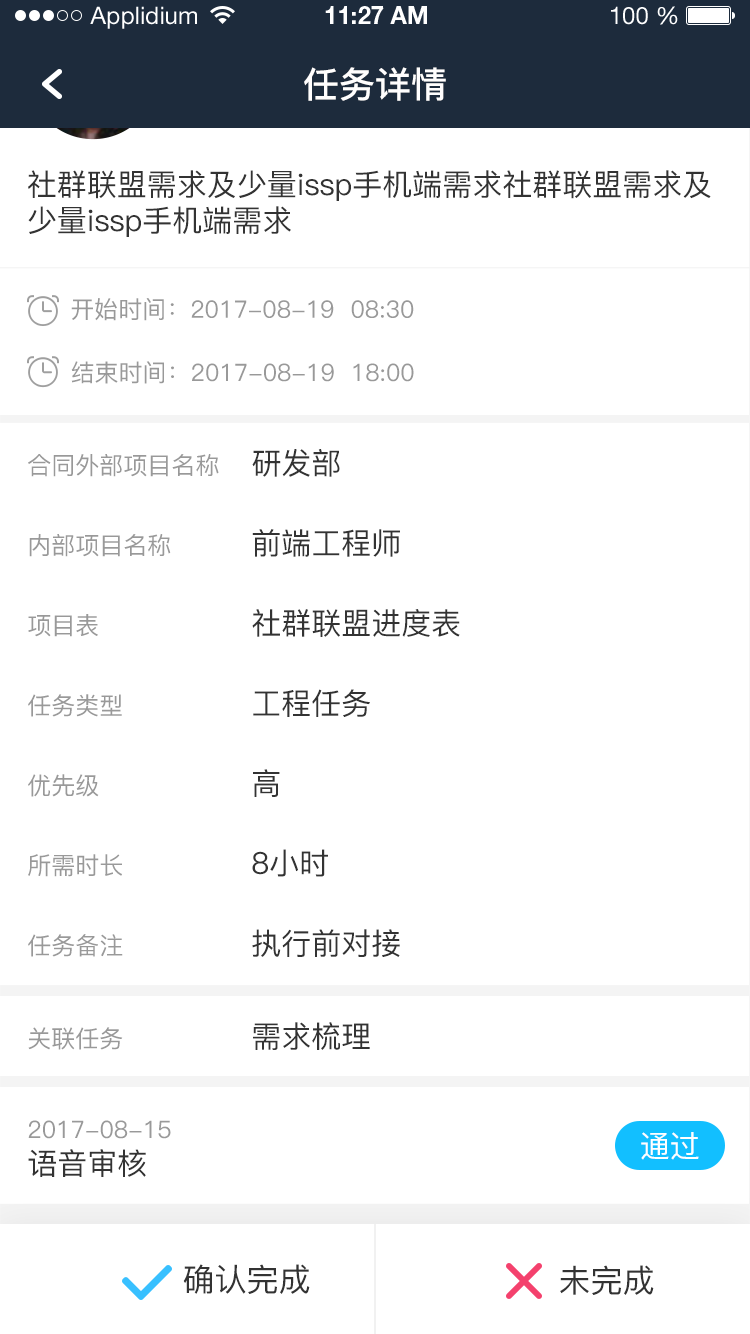 Applidium 11:27 AM 100 %
任务详情
社群联盟需求及少量issp手机端需求社群联盟需求及
少量issp手机端需求
开始时间：2017-08-19 08:30
结束时间：2017-08-19 18:00
合同外部项目名称 研发部
内部项目名称 前端工程师
项目表 社群联盟进度表
任务类型 工程任务
优先级 高
所需时长 8小时
任务备注 执行前对接
关联任务 需求梳理
2017-08-15
语音审核 通过
确认完成 未完成